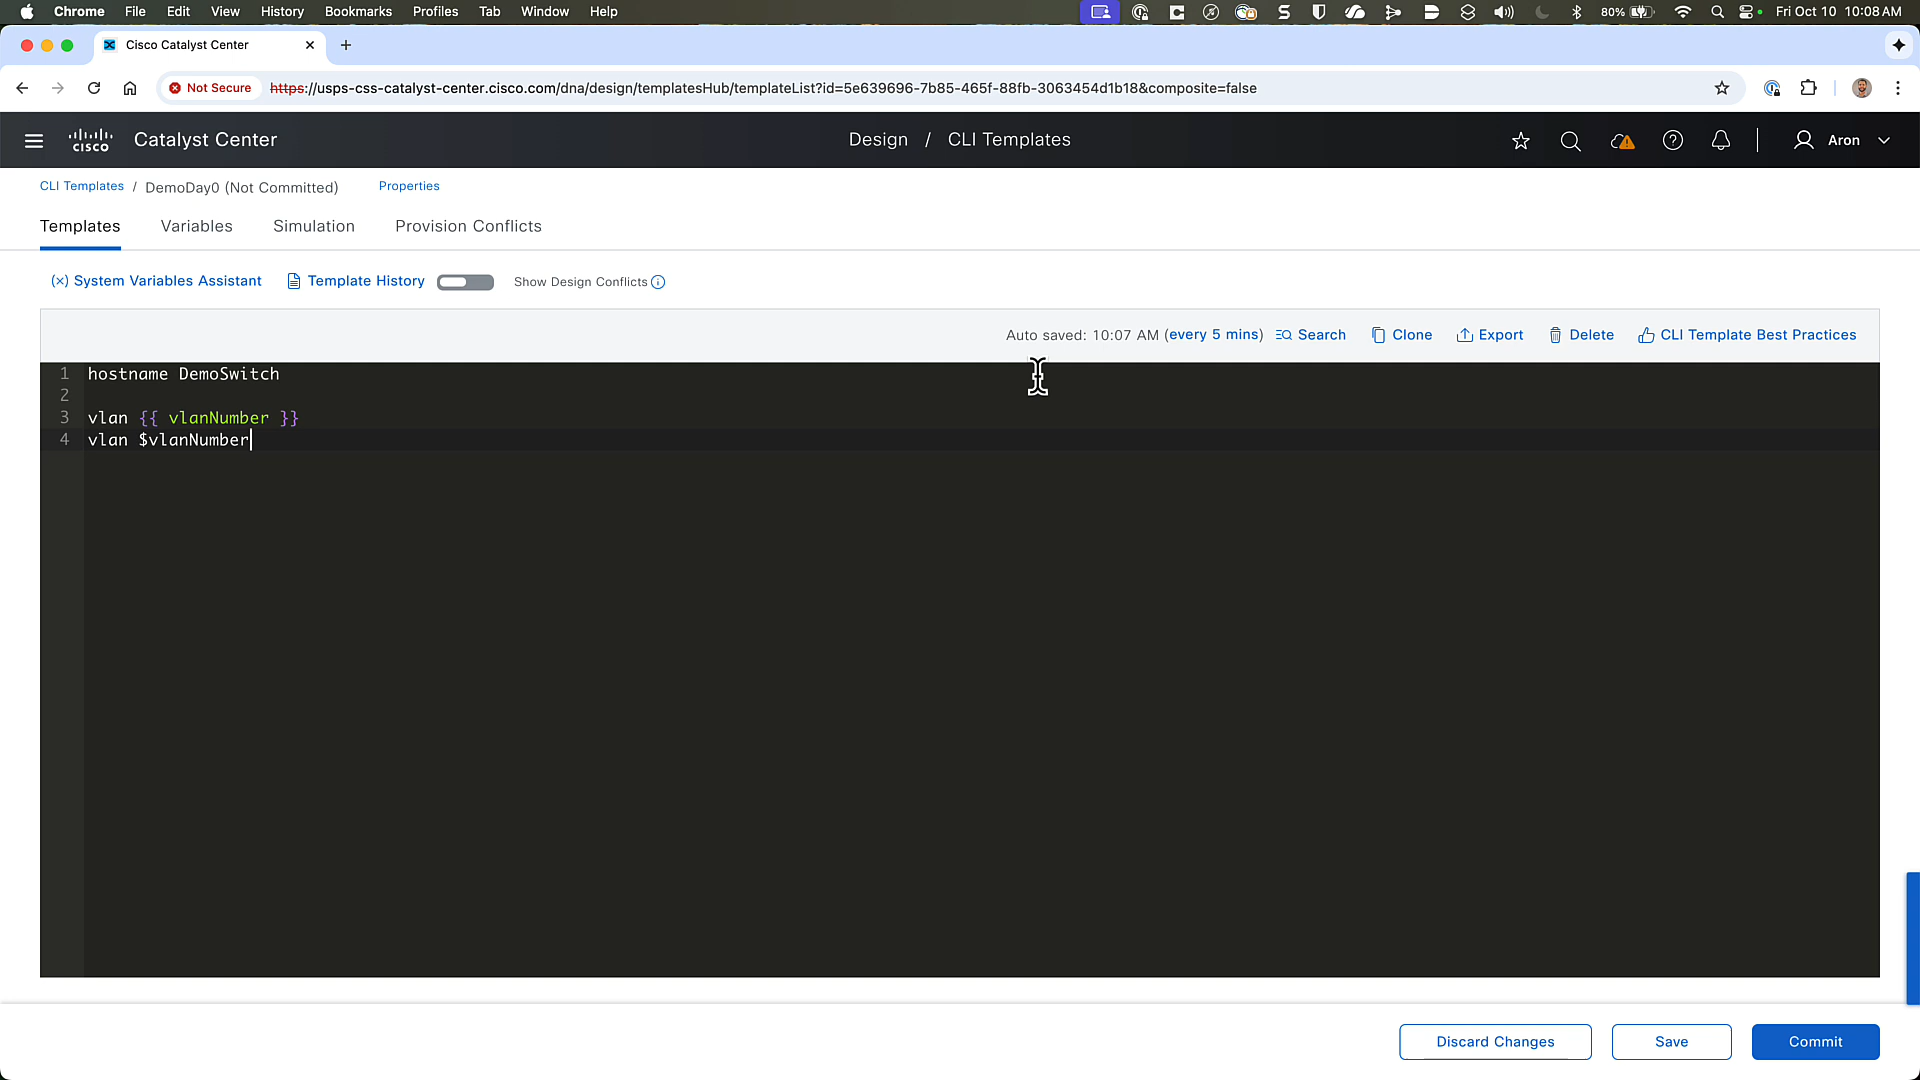 Chrome File Edit View History Bookmarks Profiles Tab Window Help 80% Fri Oct 10 10:08 AM
Cisco Catalyst Center
Not Secure https://usps-css-catalyst-center.cisco.com/dna/design/templatesHub/templateList?id=5e639696-7b85-465f-88fb-3063454d1b18&composite=false
cisco Catalyst Center Design / CLI Templates Aron
CLI Templates / DemoDay0 (Not Committed) Properties
Templates Variables Simulation Provision Conflicts
(×) System Variables Assistant Template History Show Design Conflicts
Auto saved: 10:07 AM (every 5 mins) Search Clone Export Delete CLI Template Best Practices
1 hostname DemoSwitch
2
3 vlan {{ vlanNumber }}
4 vlan $vlanNumber
Discard Changes Save Commit